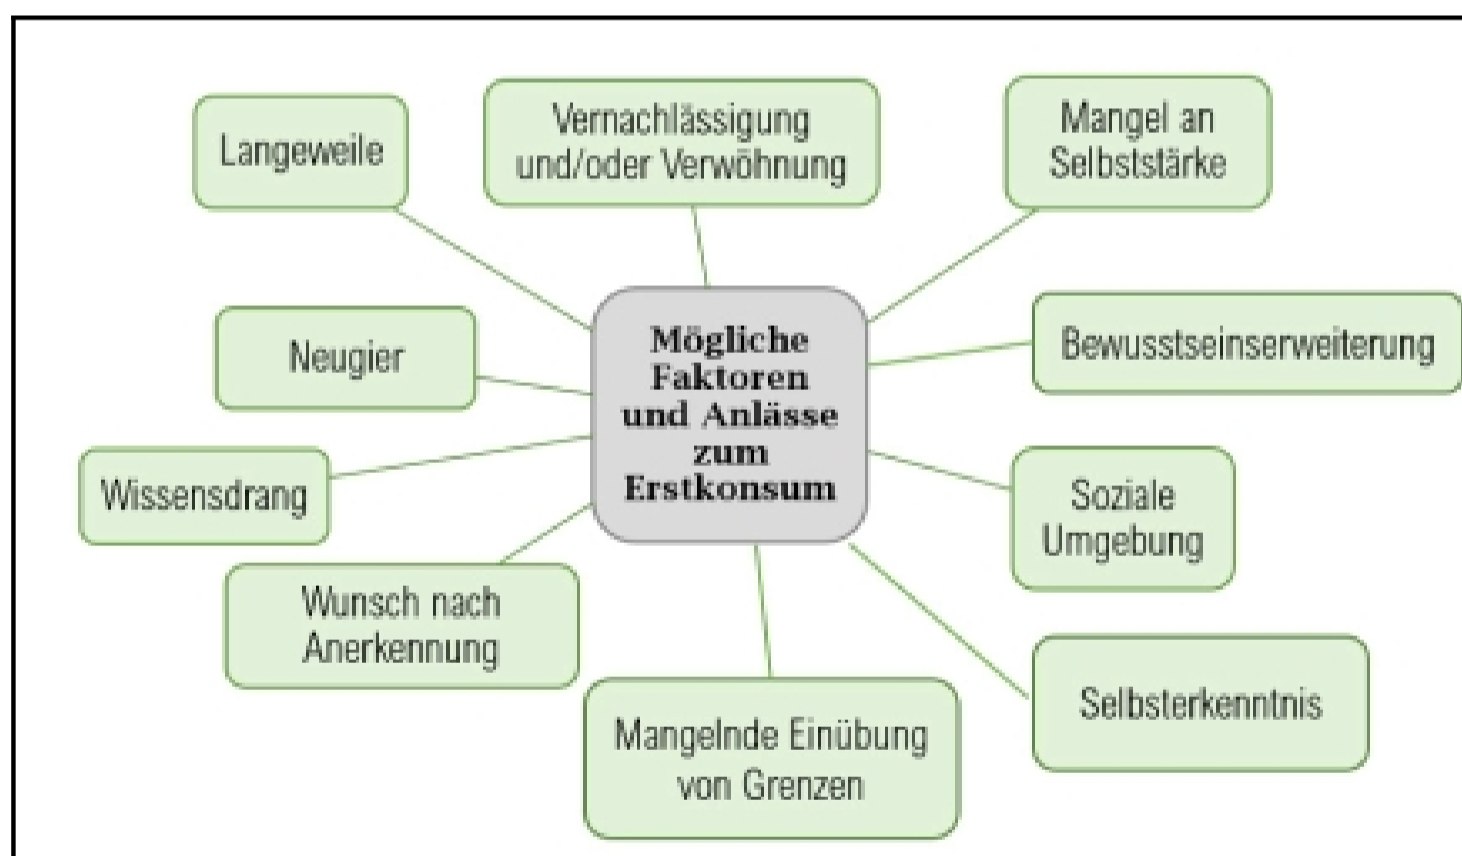 Langeweile
Vernachlässigung
und/oder Verwöhnung
Mangel an
Selbststärke
Neugier
Mögliche
Faktoren
und Anlässe
zum
Erstkonsum
Bewusstseinserweiterung
Wissensdrang
Soziale
Umgebung
Wunsch nach
Anerkennung
Mangelnde Einübung
von Grenzen
Selbsterkenntnis